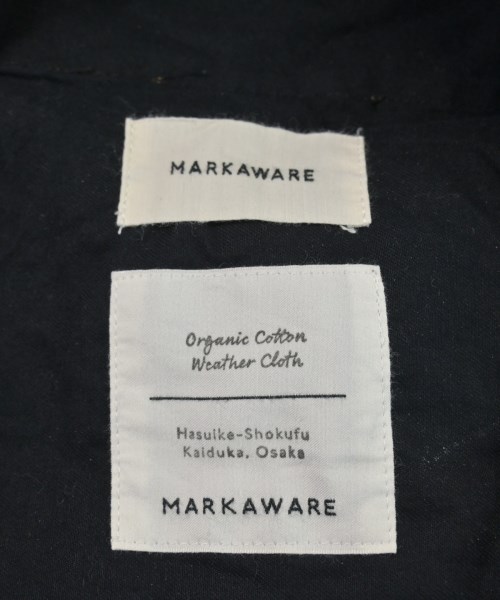 MARKAWARE
Organic Cotton
Weather Cloth
Hasuike-Shokufu
Kaiduka, Osaka
MARKAWARE